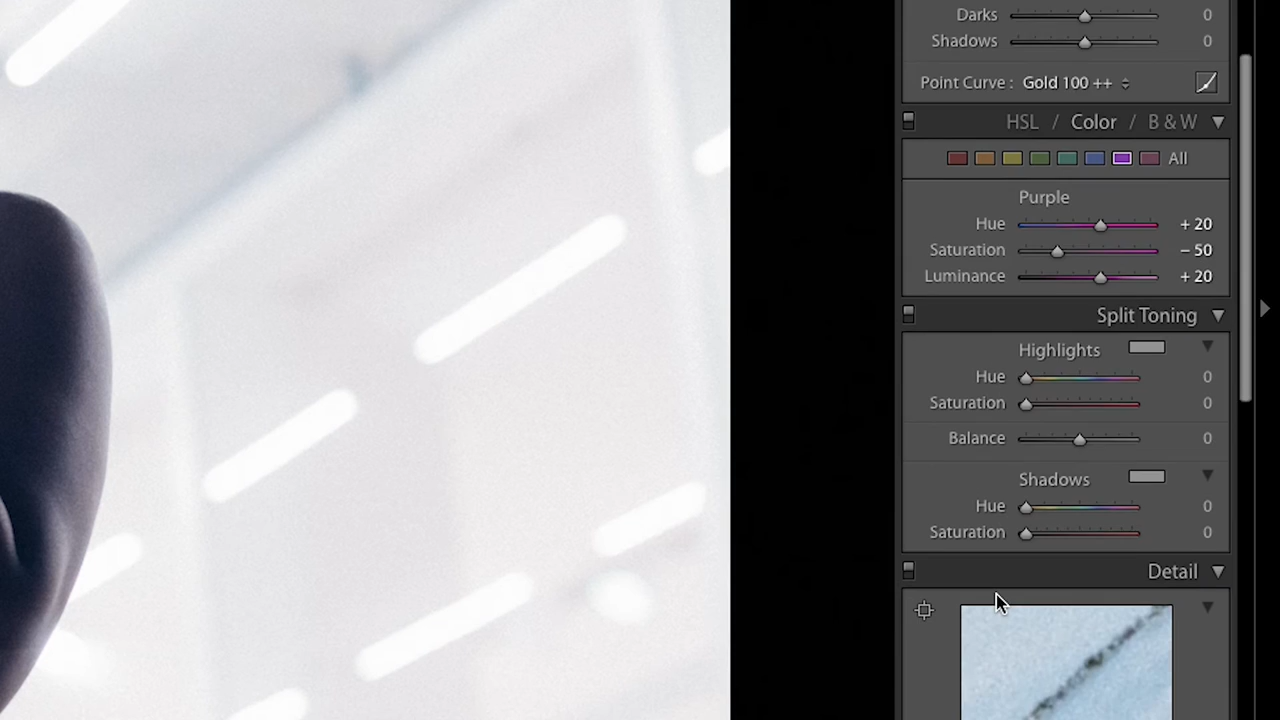 Darks 0
Shadows 0
Point Curve : Gold 100 ++
HSL / Color / B & W
All
Purple
Hue + 20
Saturation – 50
Luminance + 20
Split Toning
Highlights
Hue 0
Saturation 0
Balance 0
Shadows
Hue 0
Saturation 0
Detail